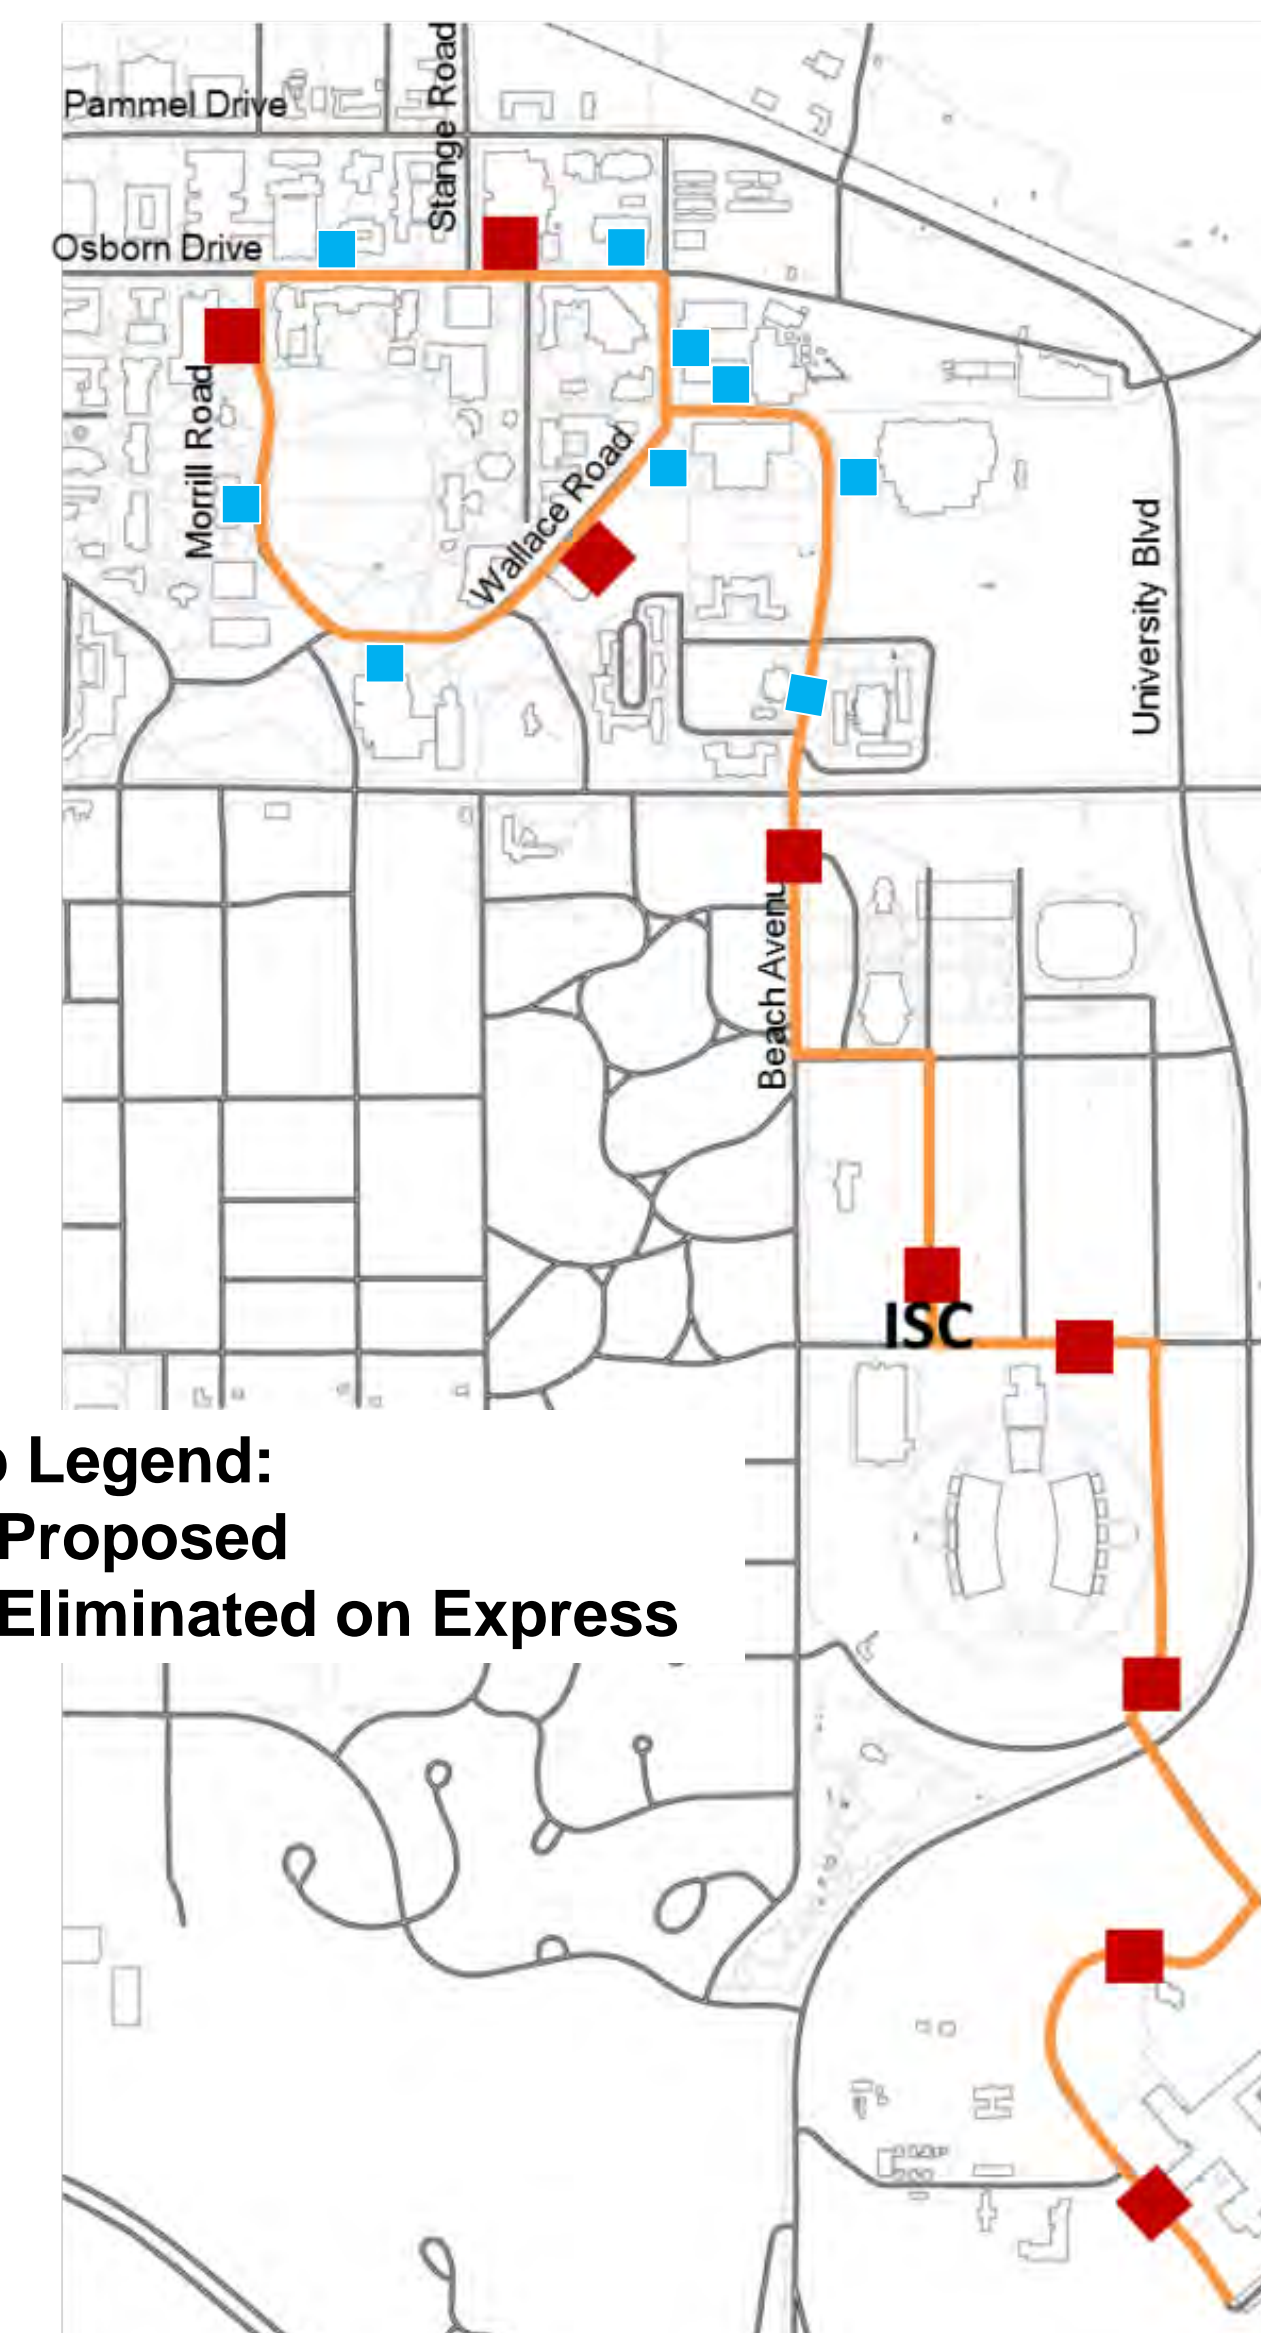 Pammel Drive
Stange Road
Osborn Drive
Morrill Road
Wallace Road
University Blvd
Beach Avenu
ISC
Legend:
Proposed
Eliminated on Express